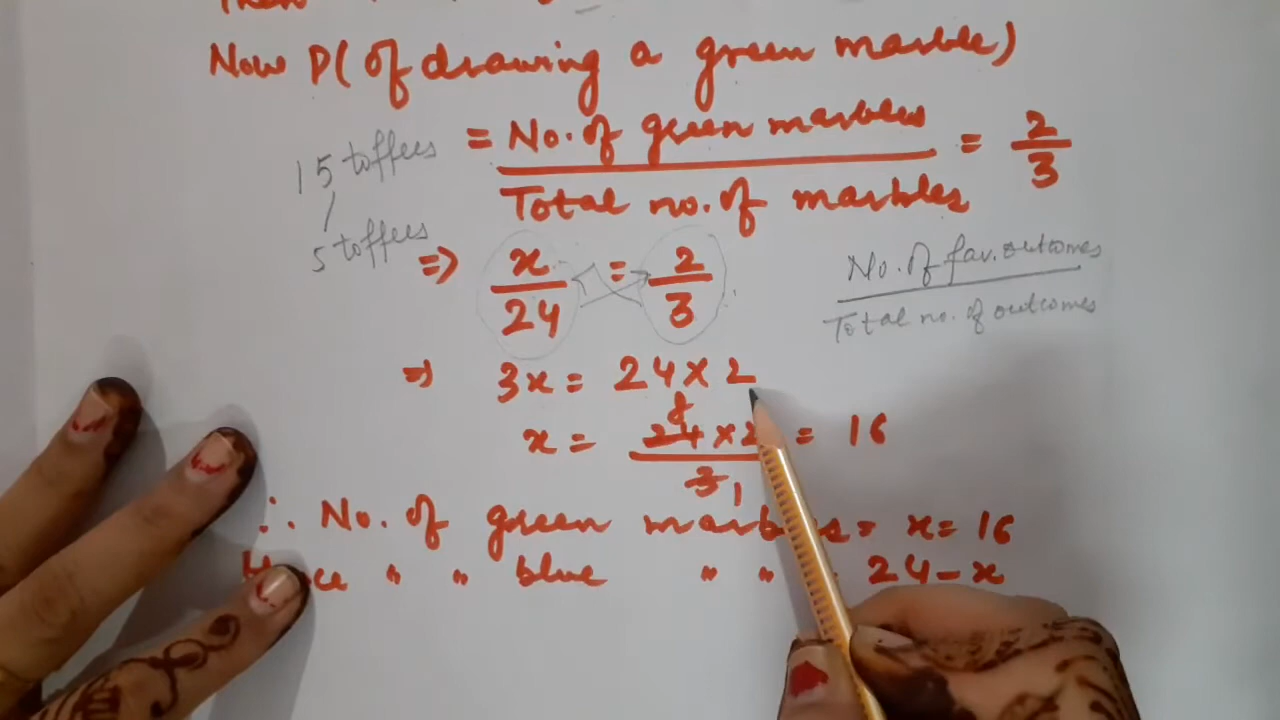 Now P( of drawing a green marble)
= No. of green marbles / Total no. of marbles = 2/3
15 toffees
5 toffees
=> x/24 = 2/3
No. of fav. outcomes
Total no. of outcomes
=> 3x = 24 x 2
x = 24 x 2 / 3 = 16
8
1
∴ No. of green marbles = x = 16
" " blue " " 24 - x